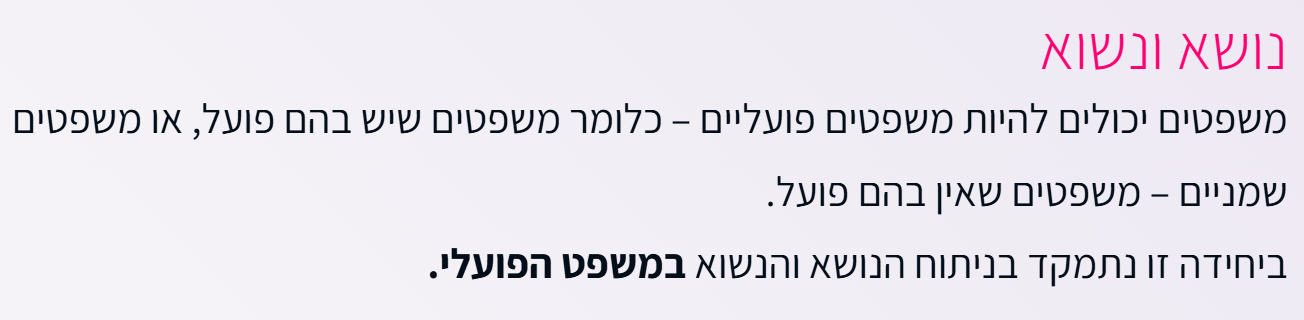 נושא ונשוא
משפטים יכולים להיות משפטים פועליים – כלומר משפטים שיש בהם פועל, או משפטים
שמניים – משפטים שאין בהם פועל.
ביחידה זו נתמקד בניתוח הנושא והנשוא במשפט הפועלי.